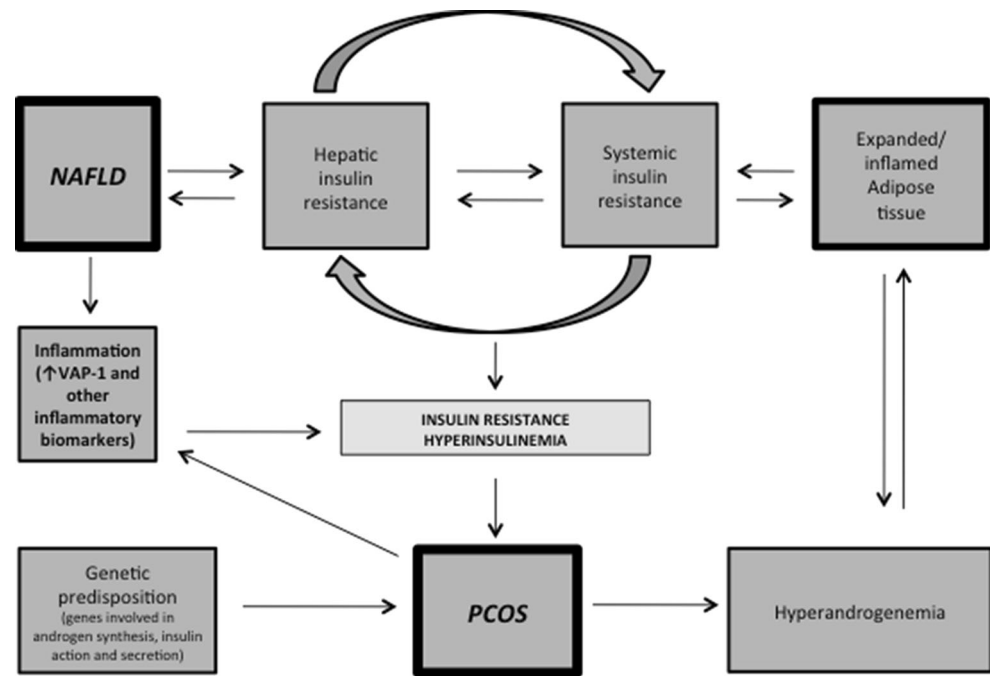 NAFLD
Hepatic
insulin
resistance
Systemic
insulin
resistance
Expanded/
inflamed
Adipose
tissue
Inflammation
(↑VAP-1 and
other
inflammatory
biomarkers)
INSULIN RESISTANCE
HYPERINSULINEMIA
Genetic
predisposition
(genes involved in
androgen synthesis, insulin
action and secretion)
PCOS
Hyperandrogenemia